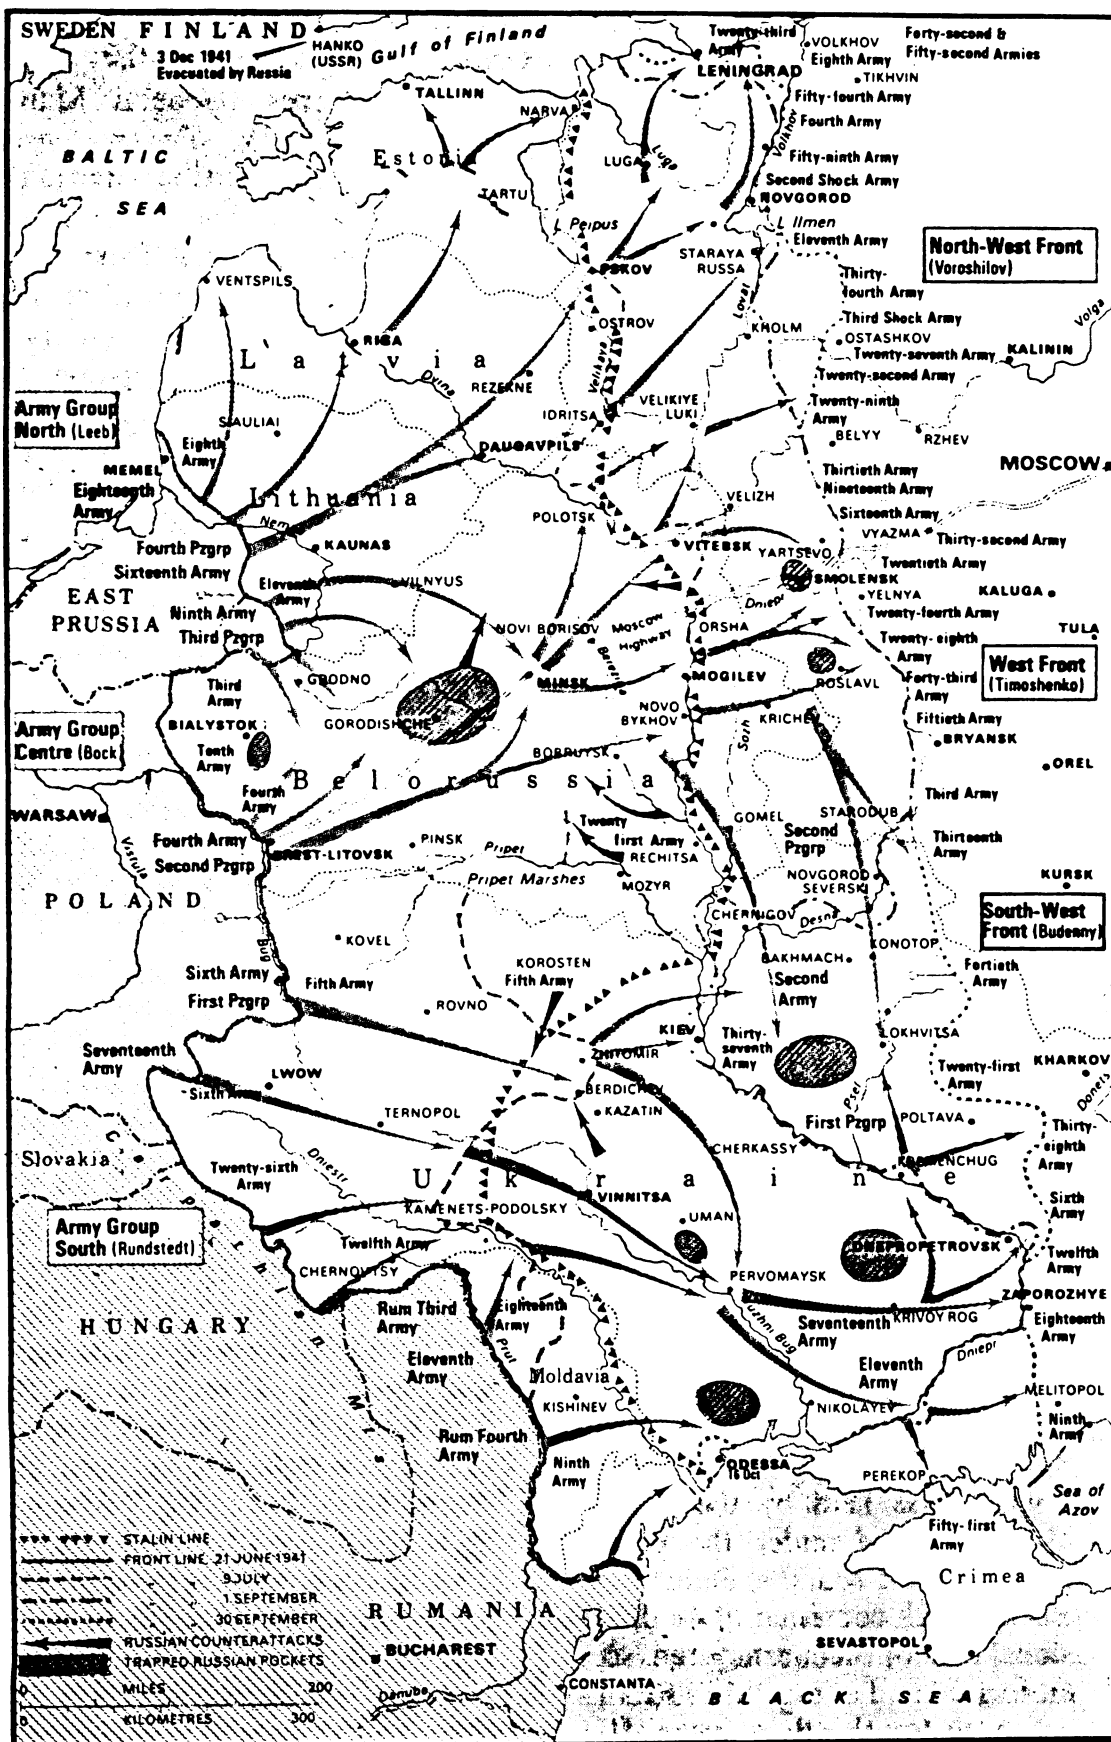 SWEDEN FINLAND
3 Dec 1941
Evacuated by Russia
HANKO
(USSR)
Gulf of Finland
Twenty-third
Army
VOLKHOV
Eighth Army
Forty-second &
Fifty-second Armies
LENINGRAD
TIKHVIN
TALLINN
NARVA
Fifty-fourth Army
Fourth Army
Volkhov
BALTIC
SEA
Estonia
LUGA
Luga
Fifty-ninth Army
TARTU
Second Shock Army
NOVGOROD
L Peipus
L Ilmen
Eleventh Army
North-West Front
(Voroshilov)
STARAYA
RUSSA
PSKOV
VENTSPILS
Thirty-
fourth Army
Lovat
Third Shock Army
OSTROV
KHOLM
OSTASHKOV
Volga
KALININ
RIGA
Latvia
Twenty-seventh Army
Velikaya
Dvina
REZEKNE
Twenty-second Army
Army Group
North (Leeb)
IDRITSA
VELIKIYE
LUKI
Twenty-ninth
Army
SIAULIAI
BELYY
RZHEV
Eighth
Army
DAUGAVPILS
MEMEL
MOSCOW
Eighteenth
Army
Lithuania
Thirtieth Army
Nineteenth Army
VELIZH
Nem
POLOTSK
Sixteenth Army
Fourth Pzgrp
KAUNAS
VITEBSK
YARTSEVO
VYAZMA
Thirty-second Army
Sixteenth Army
Twentieth Army
EAST
PRUSSIA
Eleventh
Army
VILNYUS
SMOLENSK
YELNYA
KALUGA
Ninth Army
Dniepr
Twenty-fourth Army
Third Pzgrp
NOVI BORISOV
Moscow
Highway
ORSHA
TULA
Twenty-eighth
Army
West Front
(Timoshenko)
GRODNO
MINSK
MOGILEV
ROSLAVL
Third
Army
Forty-third
Army
BIALYSTOK
GORODISHCHE
NOVO
BYKHOV
KRICHEV
Fiftieth Army
BRYANSK
Army Group
Centre (Bock)
Tenth
Army
BOBRUYSK
Sozh
OREL
Belorussia
Fourth
Army
Third Army
WARSAW
Twenty
first Army
GOMEL
Second
Pzgrp
STARODUB
Fourth Army
Thirteenth
Army
Second Pzgrp
BREST-LITOVSK
PINSK
Pripet
RECHITSA
Vistula
Pripet Marshes
MOZYR
NOVGOROD
SEVERSK
KURSK
POLAND
CHERNIGOV
Desna
South-West
Front (Budenny)
Bug
KOVEL
KONOTOP
BAKHMACH
Sixth Army
Fifth Army
KOROSTEN
Fifth Army
Second
Army
Fortieth
Army
First Pzgrp
ROVNO
KIEV
Thirty-
seventh
Army
LOKHVITSA
Seventeenth
Army
ZHITOMIR
KHARKOV
Sixth Army
LWOW
BERDICHEV
Twenty-first
Army
Donets
TERNOPOL
KAZATIN
Psel
POLTAVA
First Pzgrp
Slovakia
CHERKASSY
Thirty-
eighth
Army
KREMENCHUG
Twenty-sixth
Army
Dniestr
Ukraine
VINNITSA
Sixth
Army
KAMENETS-PODOLSKY
Army Group
South (Rundstedt)
UMAN
Twelfth Army
DNEPROPETROVSK
Twelfth
Army
CHERNOVTSY
PERVOMAYSK
ZAPOROZHYE
HUNGARY
Rum Third
Army
Eighteenth
Army
Yuzhni Bug
Seventeenth
Army
KRIVOY ROG
Eighteenth
Army
Prut
Dniepr
Eleventh
Army
Eleventh
Army
Moldavia
MELITOPOL
KISHINEV
NIKOLAYEV
Carpathian Mts
Ninth
Army
Rum Fourth
Army
Ninth
Army
ODESSA
16 Oct
PEREKOP
Sea of
Azov
Fifty-first
Army
STALIN LINE
FRONT LINE, 21 JUNE 1941
9 JULY
1 SEPTEMBER
30 SEPTEMBER
RUSSIAN COUNTERATTACKS
TRAPPED RUSSIAN POCKETS
0 MILES 200
0 KILOMETRES 300
Crimea
RUMANIA
BUCHAREST
SEVASTOPOL
Danube
CONSTANTA
BLACK SEA